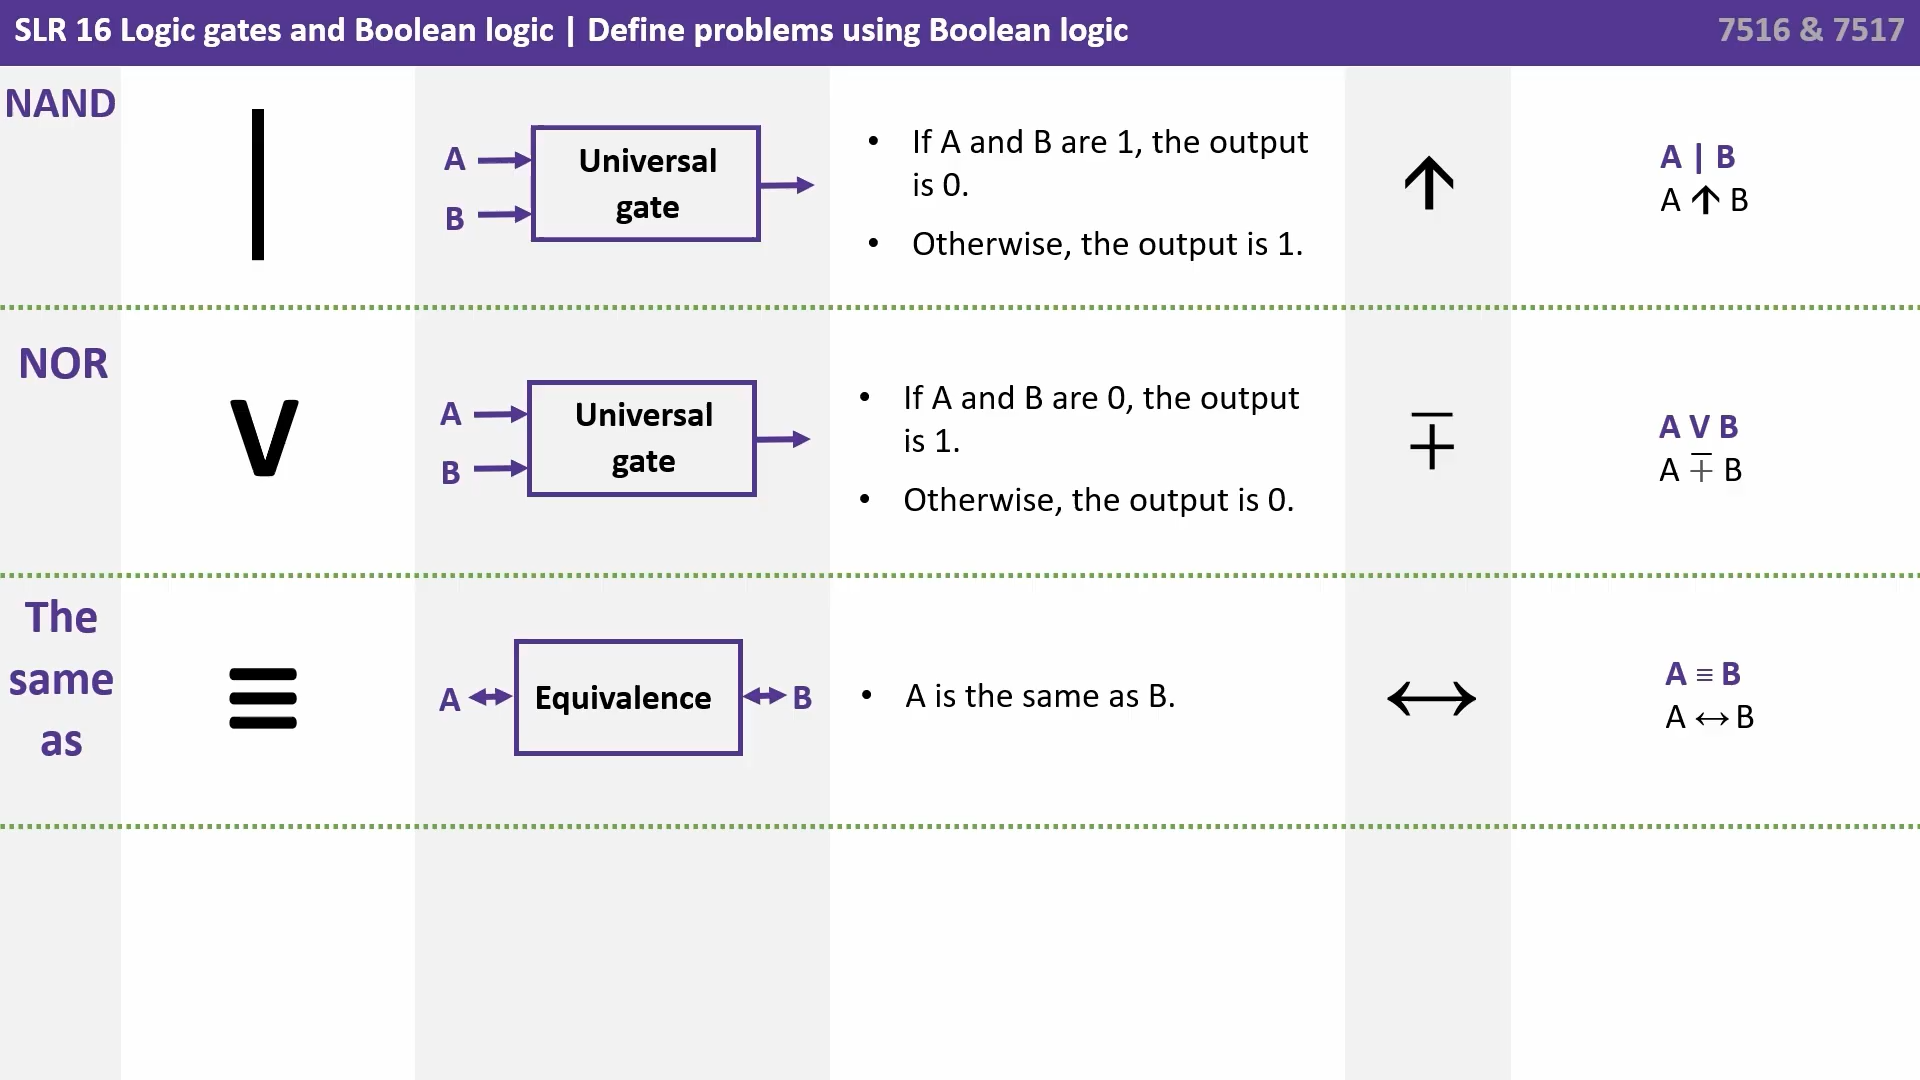 SLR 16 Logic gates and Boolean logic | Define problems using Boolean logic
7516 & 7517
NAND
|
A
B
Universal
gate
• If A and B are 1, the output
is 0.
• Otherwise, the output is 1.
↑
A | B
A ↑ B
NOR
V
A
B
Universal
gate
• If A and B are 0, the output
is 1.
• Otherwise, the output is 0.
∓
A V B
A ∓ B
The
same
as
≡
A
Equivalence
B
• A is the same as B.
↔
A ≡ B
A ↔ B